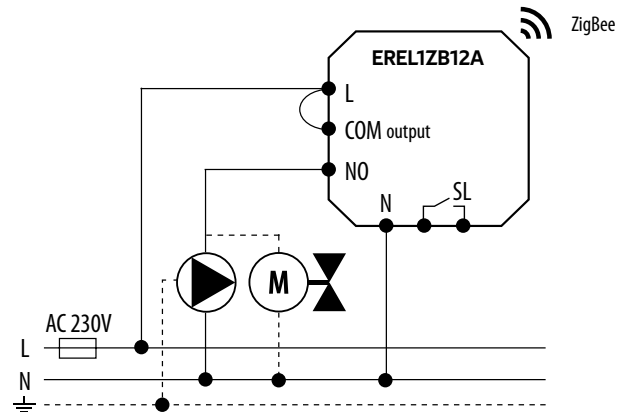 ZigBee
EREL1ZB12A
L
COM output
NO
N
SL
M
AC 230V
L
N